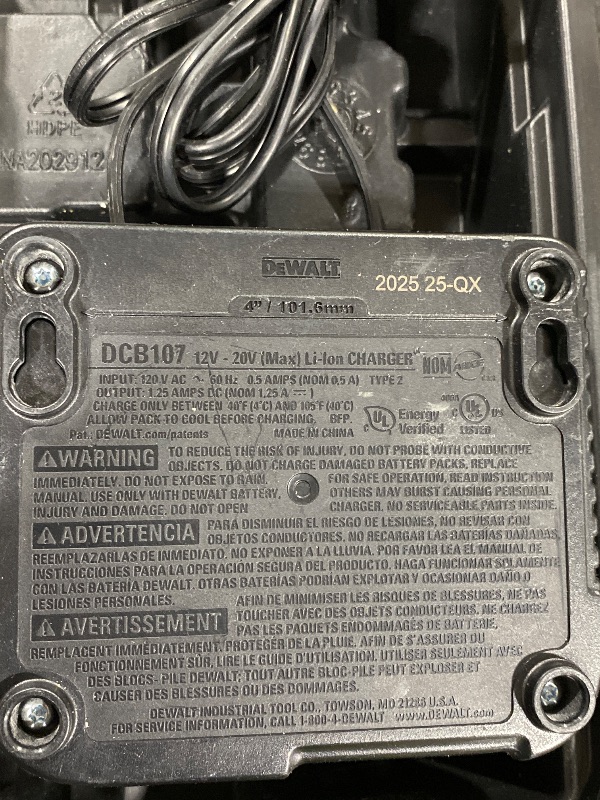 HDPE
NA202912
DEWALT
2025 25-QX
4" / 101.6mm
DCB107 12V - 20V (Max) Li-Ion CHARGER
NOM
INPUT: 120 V AC ~ 60 Hz 0.5 AMPS (NOM 0,5 A) TYPE 2
OUTPUT: 1.25 AMPS DC (NOM 1,25 A ⎓ )
CHARGE ONLY BETWEEN 40°F (4°C) AND 105°F (40°C)
ALLOW PACK TO COOL BEFORE CHARGING. BFP.
Pat.: DEWALT.com/patents MADE IN CHINA
c UL Energy Verified
c UL US LISTED
⚠WARNING TO REDUCE THE RISK OF INJURY, DO NOT PROBE WITH CONDUCTIVE
OBJECTS. DO NOT CHARGE DAMAGED BATTERY PACKS, REPLACE
IMMEDIATELY. DO NOT EXPOSE TO RAIN. FOR SAFE OPERATION, READ INSTRUCTION
MANUAL. USE ONLY WITH DEWALT BATTERY, OTHERS MAY BURST CAUSING PERSONAL
INJURY AND DAMAGE. DO NOT OPEN CHARGER. NO SERVICEABLE PARTS INSIDE.
⚠ADVERTENCIA PARA DISMINUIR EL RIESGO DE LESIONES, NO REVISAR CON
OBJETOS CONDUCTORES. NO RECARGAR LAS BATERÍAS DAÑADAS,
REEMPLAZARLAS DE INMEDIATO, NO EXPONER A LA LLUVIA. POR FAVOR LEA EL MANUAL DE
INSTRUCCIONES PARA LA OPERACIÓN SEGURA DEL PRODUCTO. HAGA FUNCIONAR SOLAMENTE
CON LAS BATERÍA DEWALT. OTRAS BATERÍAS PODRÍAN EXPLOTAR Y OCASIONAR DAÑO O
LESIONES PERSONALES.
⚠AVERTISSEMENT AFIN DE MINIMISER LES RISQUES DE BLESSURES, NE PAS
TOUCHER AVEC DES OBJETS CONDUCTEURS. NE CHARGEZ
PAS LES PAQUETS ENDOMMAGÉS DE BATTERIE,
REMPLACENT IMMÉDIATEMENT. PROTÉGER DE LA PLUIE. AFIN DE S'ASSURER DU
FONCTIONNEMENT SÛR, LIRE LE GUIDE D'UTILISATION. UTILISER SEULEMENT AVEC
DES BLOCS- PILE DEWALT; TOUT AUTRE BLOC-PILE PEUT EXPLOSER ET
CAUSER DES BLESSURES OU DES DOMMAGES.
DEWALT INDUSTRIAL TOOL CO., TOWSON, MD 21286 U.S.A.
FOR SERVICE INFORMATION, CALL 1-800-4-DEWALT www.DEWALT.com